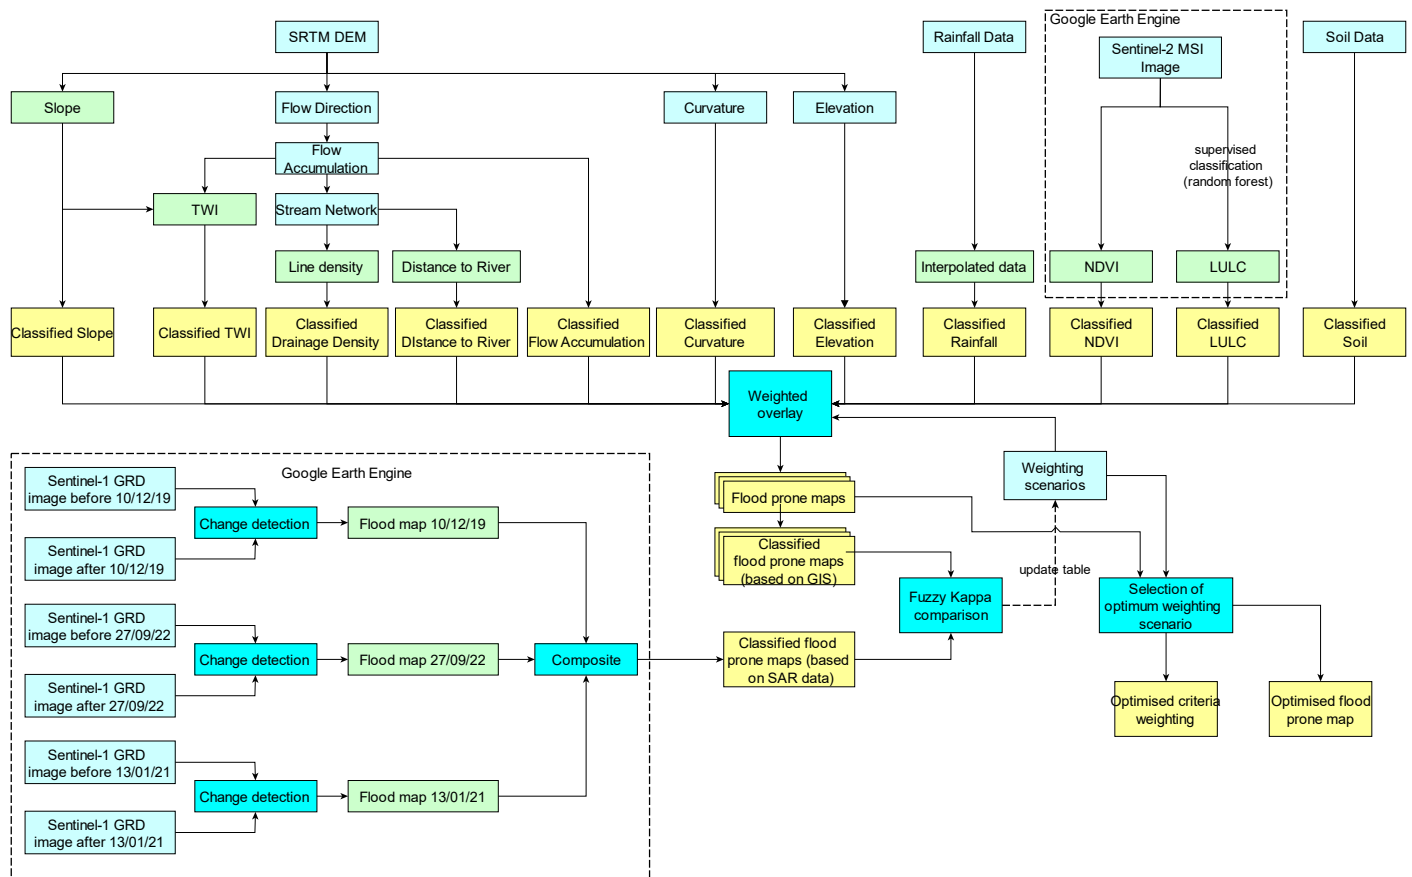 Google Earth Engine
SRTM DEM
Rainfall Data
Sentinel-2 MSI
Image
Soil Data
Slope
Flow Direction
Curvature
Elevation
Flow
Accumulation
supervised
classification
(random forest)
TWI
Stream Network
Line density
Distance to River
Interpolated data
NDVI
LULC
Classified Slope
Classified TWI
Classified
Drainage Density
Classified
DIstance to River
Classified
Flow Accumulation
Classified
Curvature
Classified
Elevation
Classified
Rainfall
Classified
NDVI
Classified
LULC
Classified
Soil
Weighted
overlay
Google Earth Engine
Sentinel-1 GRD
image before 10/12/19
Change detection
Flood map 10/12/19
Sentinel-1 GRD
image after 10/12/19
Sentinel-1 GRD
image before 27/09/22
Change detection
Flood map 27/09/22
Sentinel-1 GRD
image after 27/09/22
Sentinel-1 GRD
image before 13/01/21
Change detection
Flood map 13/01/21
Sentinel-1 GRD
image after 13/01/21
Composite
Flood prone maps
Classified
flood prone maps
(based on GIS)
Classified flood
prone maps (based
on SAR data)
Weighting
scenarios
update table
Fuzzy Kappa
comparison
Selection of
optimum weighting
scenario
Optimised criteria
weighting
Optimised flood
prone map